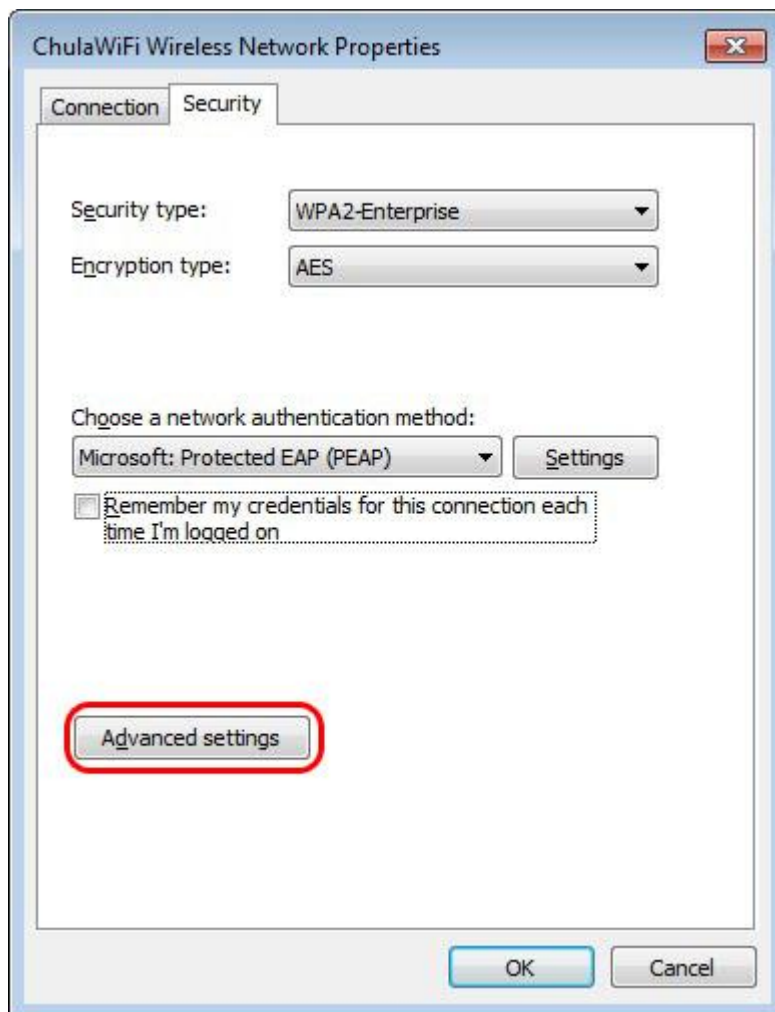 ChulaWiFi Wireless Network Properties
Connection
Security
Security type:
WPA2-Enterprise
Encryption type:
AES
Choose a network authentication method:
Microsoft: Protected EAP (PEAP)
Settings
Remember my credentials for this connection each
time I'm logged on
Advanced settings
OK
Cancel